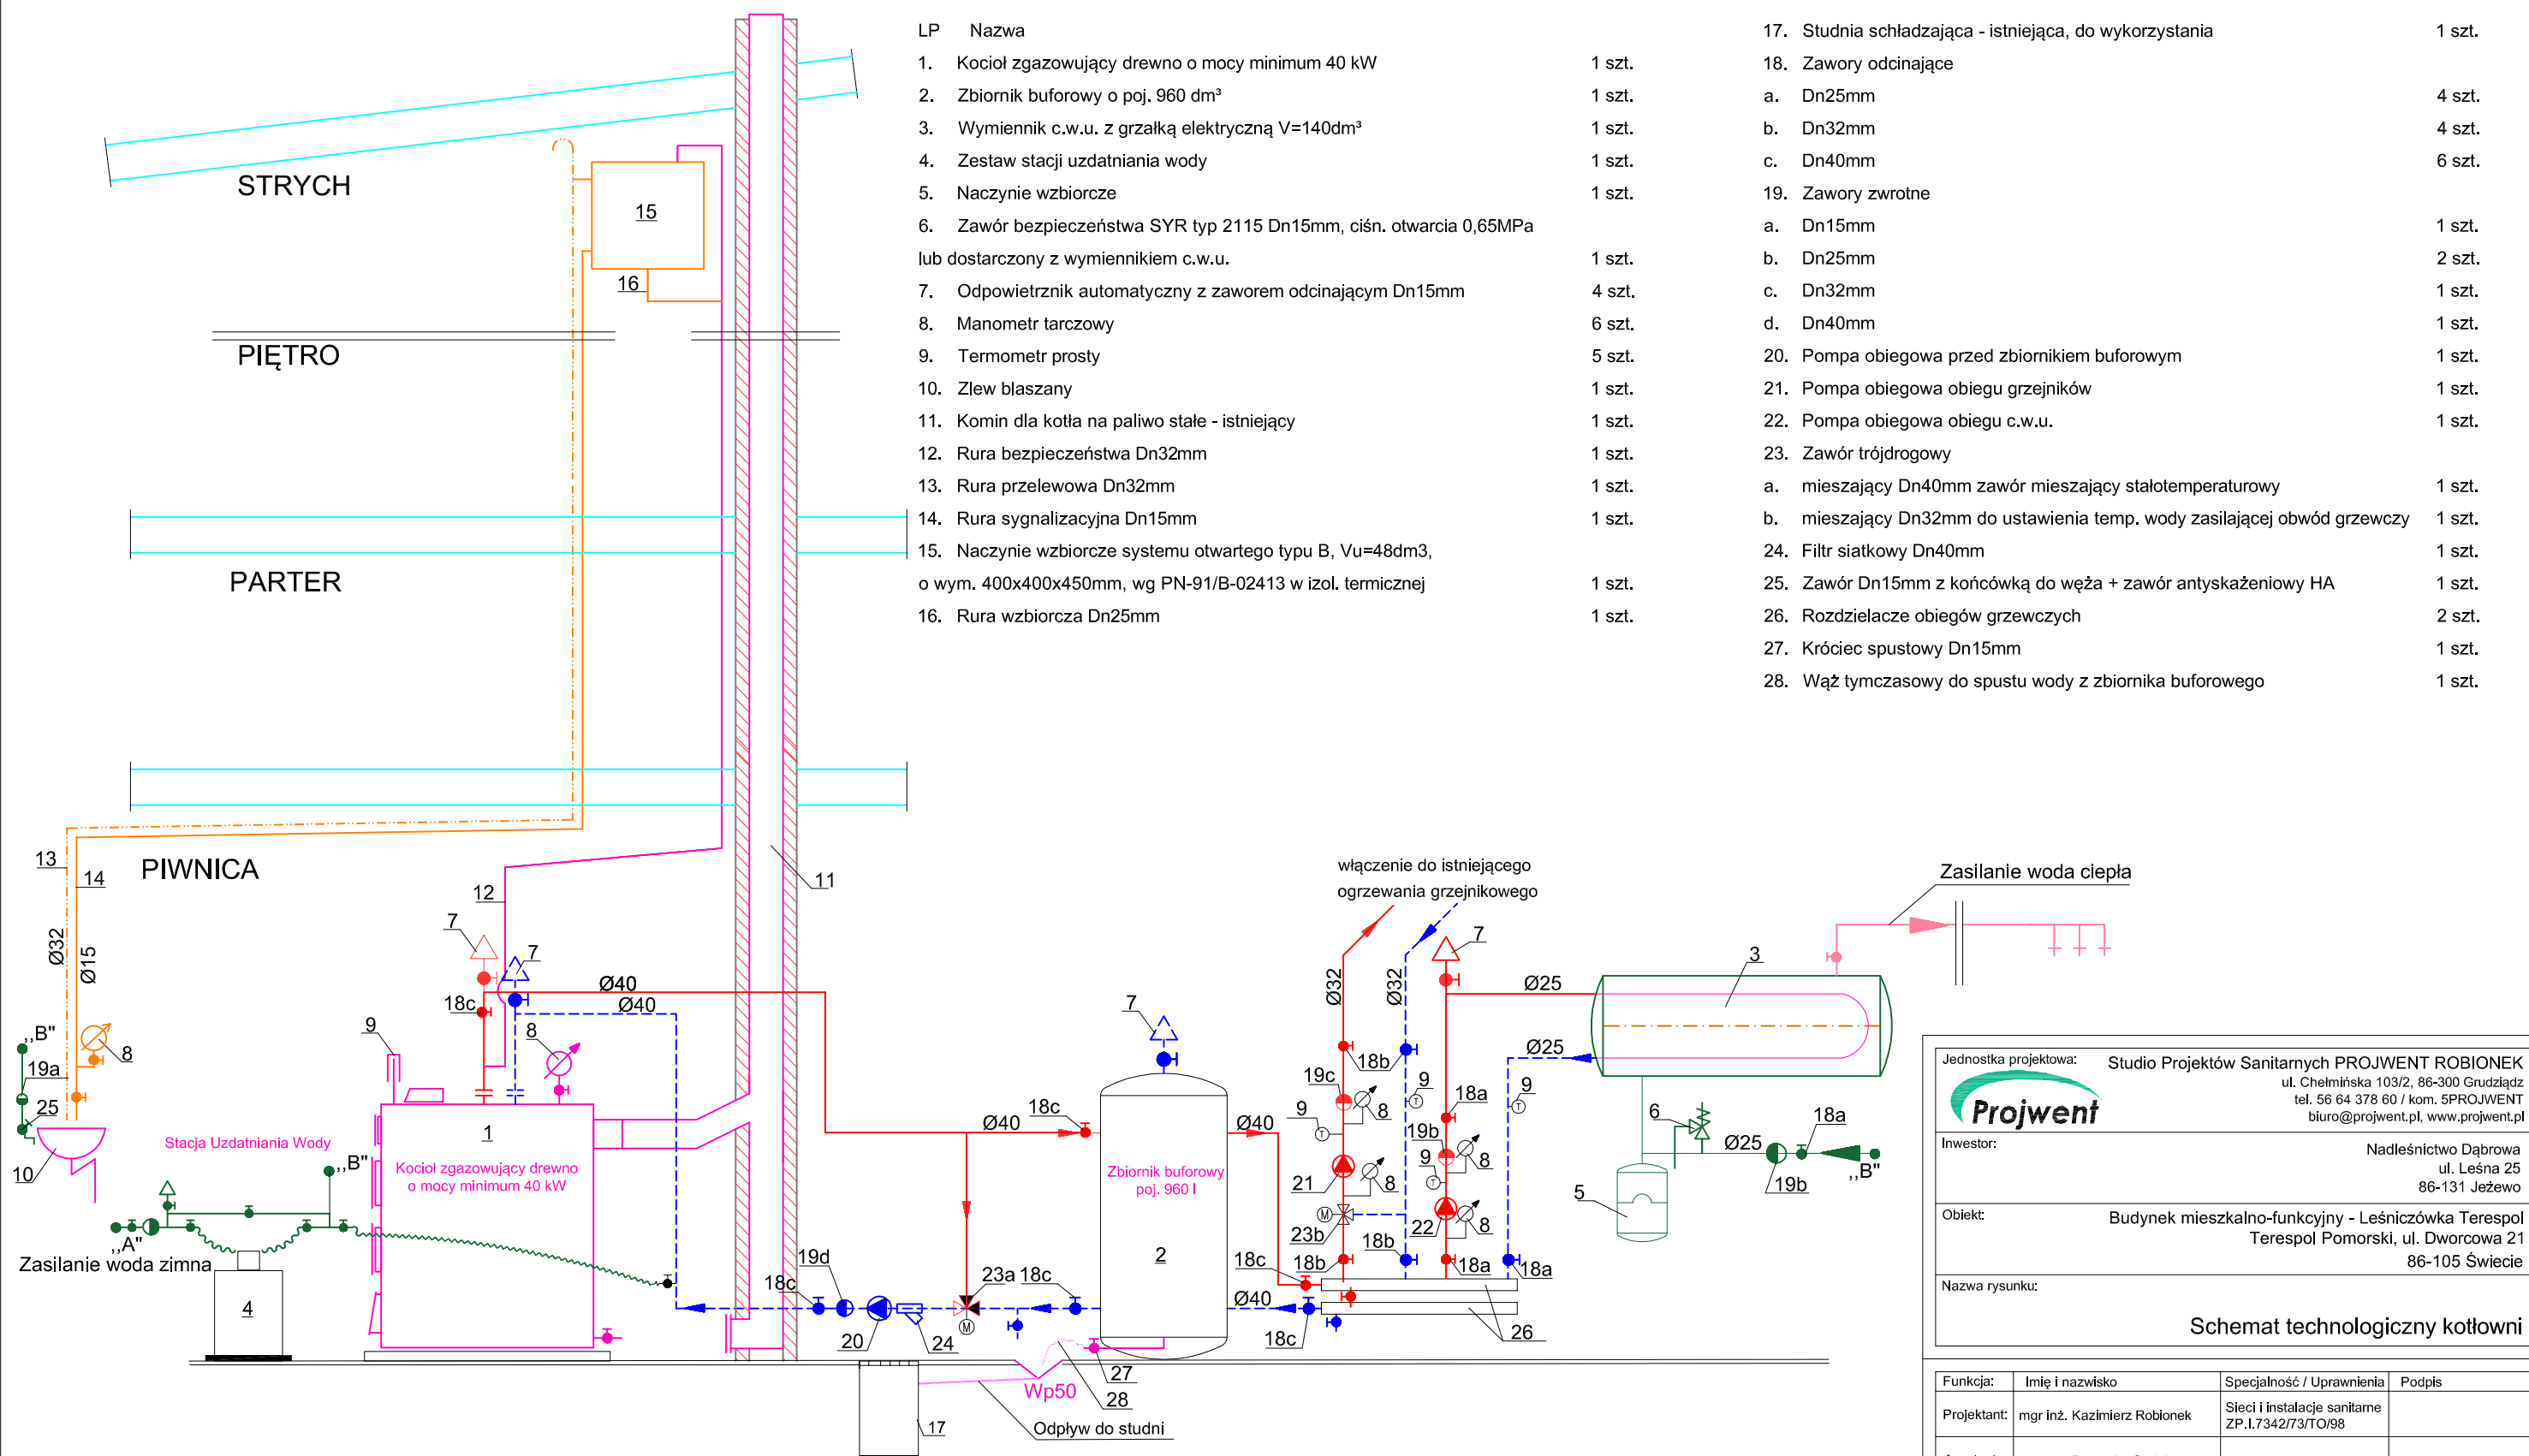 LP Nazwa
1. Kocioł zgazowujący drewno o mocy minimum 40 kW 1 szt.
2. Zbiornik buforowy o poj. 960 dm³ 1 szt.
3. Wymiennik c.w.u. z grzałką elektryczną V=140dm³ 1 szt.
4. Zestaw stacji uzdatniania wody 1 szt.
5. Naczynie wzbiorcze 1 szt.
6. Zawór bezpieczeństwa SYR typ 2115 Dn15mm, ciśn. otwarcia 0,65MPa
lub dostarczony z wymiennikiem c.w.u. 1 szt.
7. Odpowietrznik automatyczny z zaworem odcinającym Dn15mm 4 szt.
8. Manometr tarczowy 6 szt.
9. Termometr prosty 5 szt.
10. Zlew blaszany 1 szt.
11. Komin dla kotła na paliwo stałe - istniejący 1 szt.
12. Rura bezpieczeństwa Dn32mm 1 szt.
13. Rura przelewowa Dn32mm 1 szt.
14. Rura sygnalizacyjna Dn15mm 1 szt.
15. Naczynie wzbiorcze systemu otwartego typu B, Vu=48dm3,
o wym. 400x400x450mm, wg PN-91/B-02413 w izol. termicznej 1 szt.
16. Rura wzbiorcza Dn25mm 1 szt.
17. Studnia schładzająca - istniejąca, do wykorzystania 1 szt.
18. Zawory odcinające
a. Dn25mm 4 szt.
b. Dn32mm 4 szt.
c. Dn40mm 6 szt.
19. Zawory zwrotne
a. Dn15mm 1 szt.
b. Dn25mm 2 szt.
c. Dn32mm 1 szt.
d. Dn40mm 1 szt.
20. Pompa obiegowa przed zbiornikiem buforowym 1 szt.
21. Pompa obiegowa obiegu grzejników 1 szt.
22. Pompa obiegowa obiegu c.w.u. 1 szt.
23. Zawór trójdrogowy
a. mieszający Dn40mm zawór mieszający stałotemperaturowy 1 szt.
b. mieszający Dn32mm do ustawienia temp. wody zasilającej obwód grzewczy 1 szt.
24. Filtr siatkowy Dn40mm 1 szt.
25. Zawór Dn15mm z końcówką do węża + zawór antyskażeniowy HA 1 szt.
26. Rozdzielacze obiegów grzewczych 2 szt.
27. Króciec spustowy Dn15mm 1 szt.
28. Wąż tymczasowy do spustu wody z zbiornika buforowego 1 szt.
STRYCH
15
16
PIĘTRO
PARTER
PIWNICA
13
14
Ø32
Ø15
12
11
7
7
18c
Ø40
Ø40
9
8
8
,,B"
19a
25
10
Stacja Uzdatniania Wody
,,B"
,,A"
Zasilanie woda zimna
4
1
Kocioł zgazowujący drewno
o mocy minimum 40 kW
18c
19d
20
24
23a
M
18c
17
Wp50
Odpływ do studni
27
28
7
18c
Ø40
Zbiornik buforowy
poj. 960 l
2
Ø40
18c
Ø40
18c
26
włączenie do istniejącego
ogrzewania grzejnikowego
Ø32
Ø32
7
18b
19c
9
T
8
21
8
M
23b
18b
18b
9
T
18a
19b
9
T
8
22
8
18a
18a
9
T
Ø25
Ø25
3
Zasilanie woda ciepła
6
5
Ø25
19b
18a
,,B"
Jednostka projektowa: Studio Projektów Sanitarnych PROJWENT ROBIONEK
ul. Chełmińska 103/2, 86-300 Grudziądz
tel. 56 64 378 60 / kom. 5PROJWENT
biuro@projwent.pl, www.projwent.pl
Projwent
Inwestor: Nadleśnictwo Dąbrowa
ul. Leśna 25
86-131 Jeżewo
Obiekt: Budynek mieszkalno-funkcyjny - Leśniczówka Terespol
Terespol Pomorski, ul. Dworcowa 21
86-105 Świecie
Nazwa rysunku:
Schemat technologiczny kotłowni
Funkcja: Imię i nazwisko Specjalność / Uprawnienia Podpis
Projektant: mgr inż. Kazimierz Robionek Sieci i instalacje sanitarne
ZP.I.7342/73/TO/98